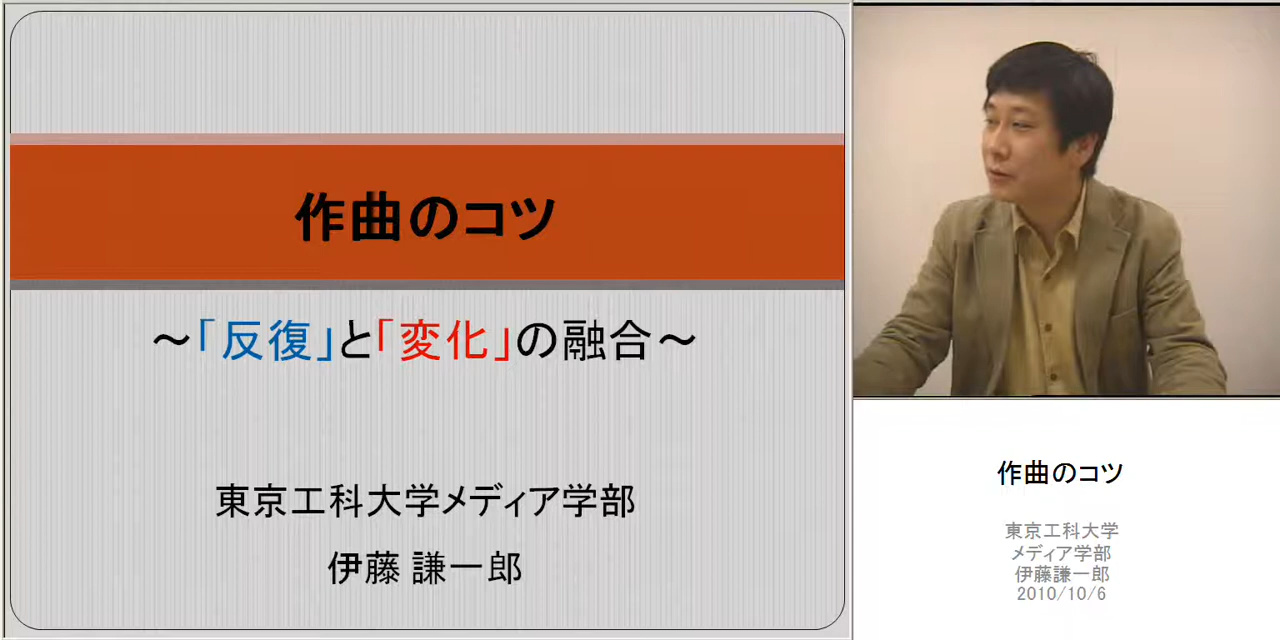 作曲のコツ
～「反復」と「変化」の融合～
東京工科大学メディア学部
伊藤 謙一郎
作曲のコツ
東京工科大学
メディア学部
伊藤謙一郎
2010/10/6